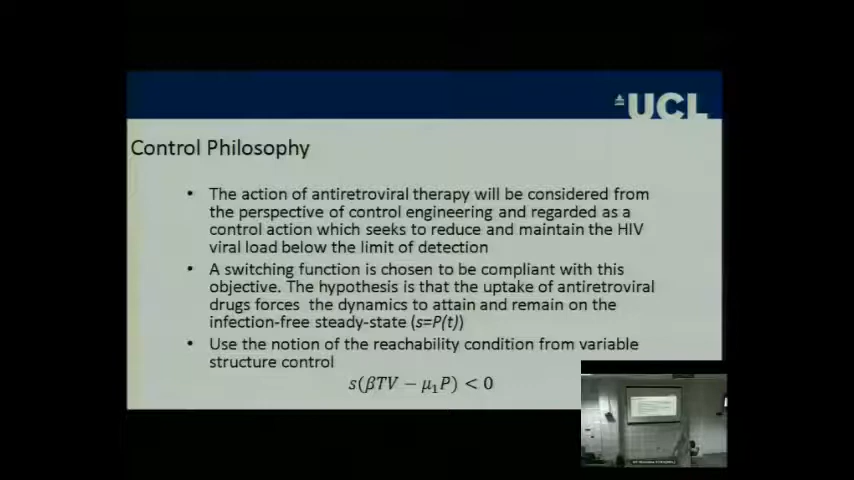 UCL
Control Philosophy
• The action of antiretroviral therapy will be considered from
the perspective of control engineering and regarded as a
control action which seeks to reduce and maintain the HIV
viral load below the limit of detection
• A switching function is chosen to be compliant with this
objective. The hypothesis is that the uptake of antiretroviral
drugs forces the dynamics to attain and remain on the
infection-free steady-state (s=P(t))
• Use the notion of the reachability condition from variable
structure control
s(βTV − μ₁P) < 0